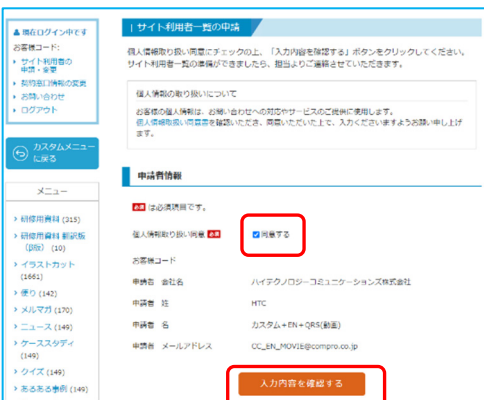 現在ログイン中です
お客様コード:
サイト利用者の
申請・変更
契約窓口情報の変更
お問い合わせ
ログアウト
カスタムメニュー
に戻る
メニュー
研修用資料 (315)
研修用資料 翻訳版
(β版) (10)
イラストカット
(1661)
便り (142)
メルマガ (170)
ニュース (149)
ケーススタディ
(149)
クイズ (149)
あるある事例 (149)
サイト利用者一覧の申請
個人情報取り扱い同意にチェックの上、「入力内容を確認する」ボタンをクリックしてください。
サイト利用者一覧の準備ができましたら、担当よりご連絡させていただきます。
個人情報の取り扱いについて
お客様の個人情報は、お問い合わせへの対応やサービスのご提供に使用します。
個人情報取扱い同意書を確認いただき、同意いただいた上で、入力くださいますようお願い申し上げ
ます。
申請者情報
必須 は必須項目です。
個人情報取り扱い同意 必須 同意する
お客様コード
申請者 会社名 ハイテクノロジーコミュニケーションズ株式会社
申請者 姓 HTC
申請者 名 カスタム+EN+QRS(動画)
申請者 メールアドレス CC_EN_MOVIE@compro.co.jp
入力内容を確認する